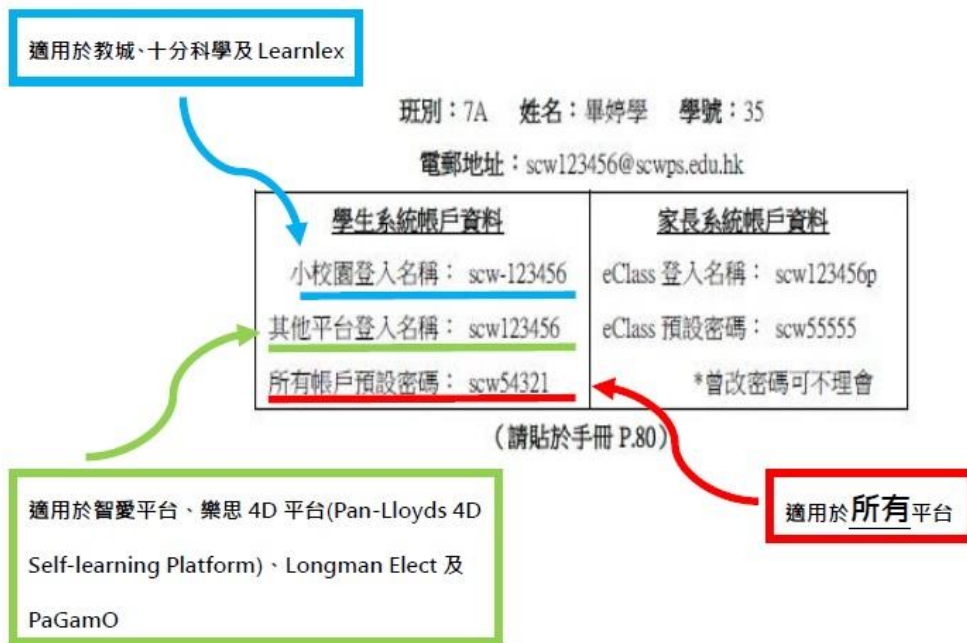 適用於教城、十分科學及 Learnlex
班別：7A 姓名：畢婷學 學號：35
電郵地址：scw123456@scwps.edu.hk
學生系統帳戶資料
小校園登入名稱： scw-123456
其他平台登入名稱： scw123456
所有帳戶預設密碼： scw54321
家長系統帳戶資料
eClass 登入名稱： scw123456p
eClass 預設密碼： scw55555
*曾改密碼可不理會
（請貼於手冊 P.80）
適用於智愛平台、樂思 4D 平台(Pan-Lloyds 4D
Self-learning Platform)、Longman Elect 及
PaGamO
適用於所有平台